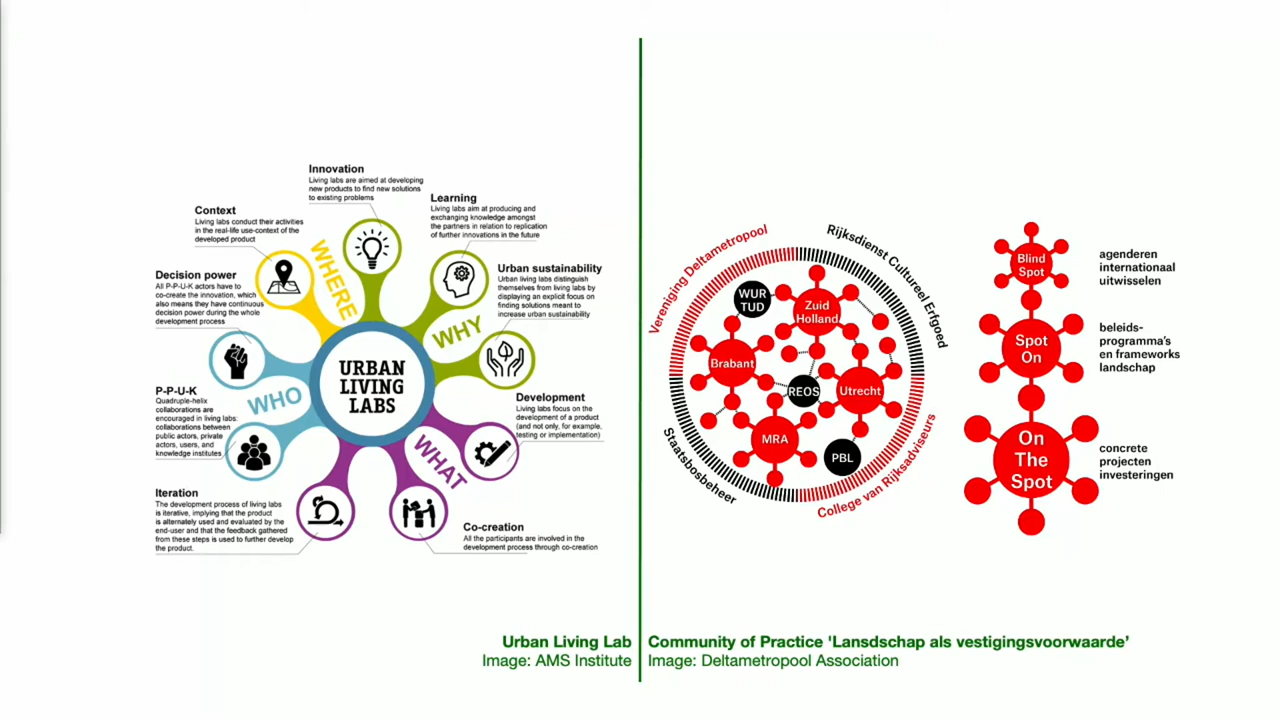 Innovation
Living labs are aimed at developing
new products to find new solutions
to existing problems
Learning
Living labs aim at producing and
exchanging knowledge amongst
the partners in relation to replication
of further innovations in the future
Context
Living labs conduct their activities
in the real-life use-context of the
developed product
Urban sustainability
Urban living labs distinguish
themselves from living labs by
displaying an explicit focus on
finding solutions meant to
increase urban sustainability
Decision power
All P-P-U-K actors have to
co-create the innovation, which
also means they have continuous
decision power during the whole
development process
WHERE
WHY
WHO
WHAT
URBAN
LIVING
LABS
P-P-U-K
Quadruple-helix
collaborations are
encouraged in living labs:
collaborations between
public actors, private
actors, users, and
knowledge institutes
Development
Living labs focus on the
development of a product
(and not only, for example,
testing or implementation)
Iteration
The development process of living labs
is iterative, implying that the product
is alternately used and evaluated by the
end-user and that the feedback gathered
from these steps is used to further develop
the product.
Co-creation
All the participants are involved in the
development process through co-creation
Urban Living Lab
Image: AMS Institute
Vereniging Deltametropool
Rijksdienst Cultureel Erfgoed
Staatsbosbeheer
College van Rijksadviseurs
WUR
TUD
Zuid
Holland
Brabant
REOS
Utrecht
MRA
PBL
Blind
Spot
agenderen
internationaal
uitwisselen
Spot
On
beleids-
programma's
en frameworks
landschap
On
The
Spot
concrete
projecten
investeringen
Community of Practice 'Lansdschap als vestigingsvoorwaarde'
Image: Deltametropool Association